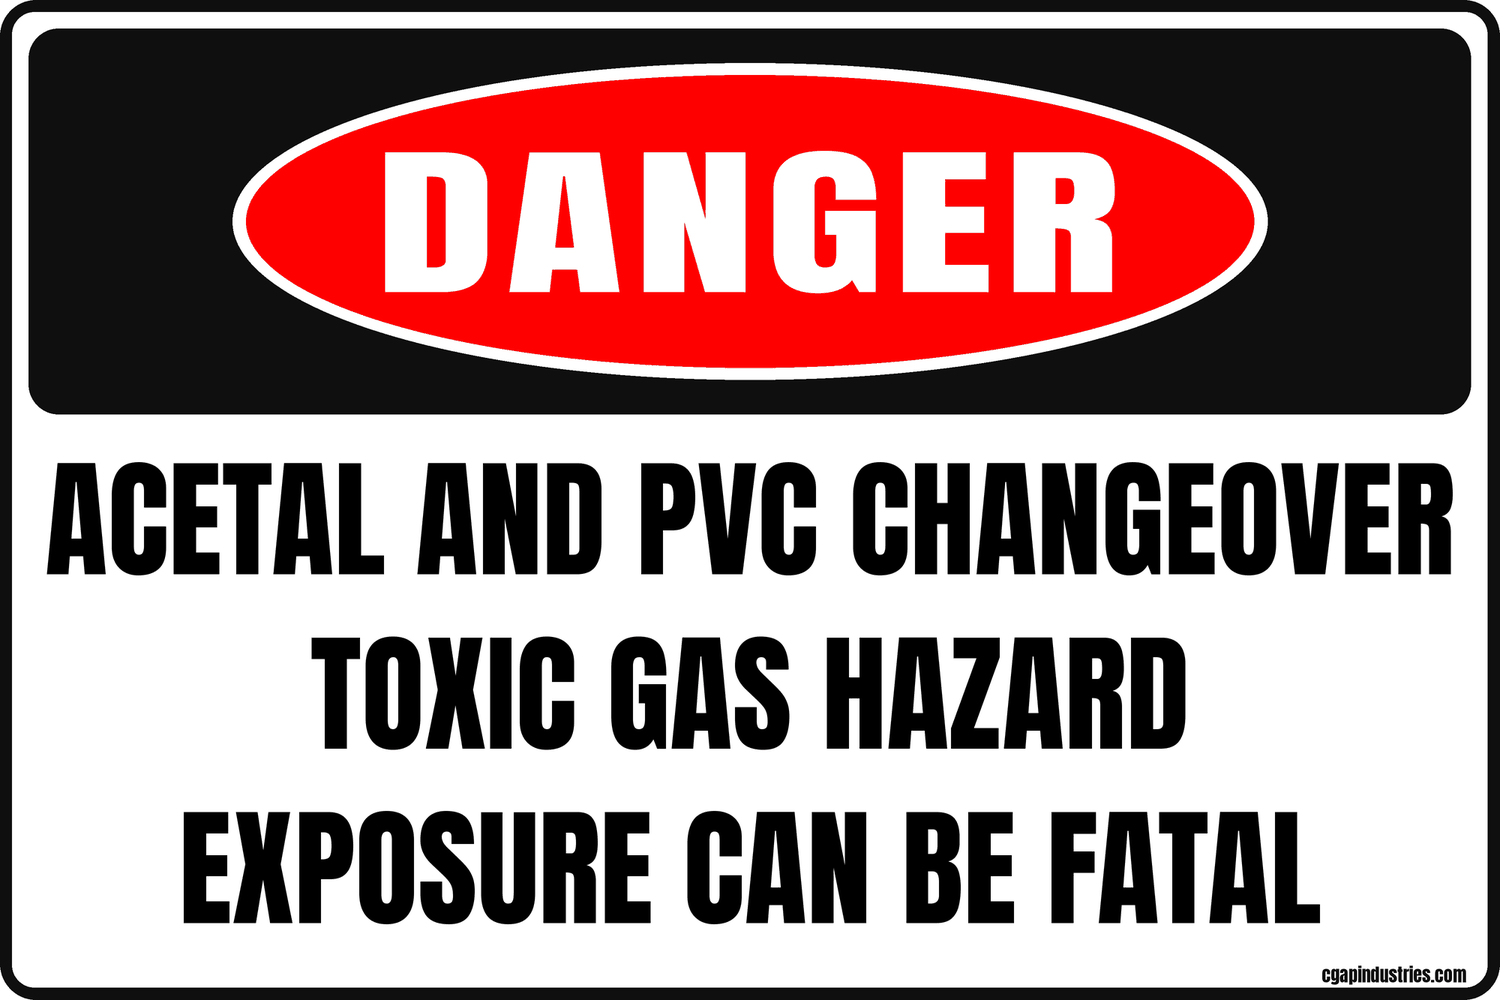 DANGER
ACETAL AND PVC CHANGEOVER
TOXIC GAS HAZARD
EXPOSURE CAN BE FATAL
cgapindustries.com